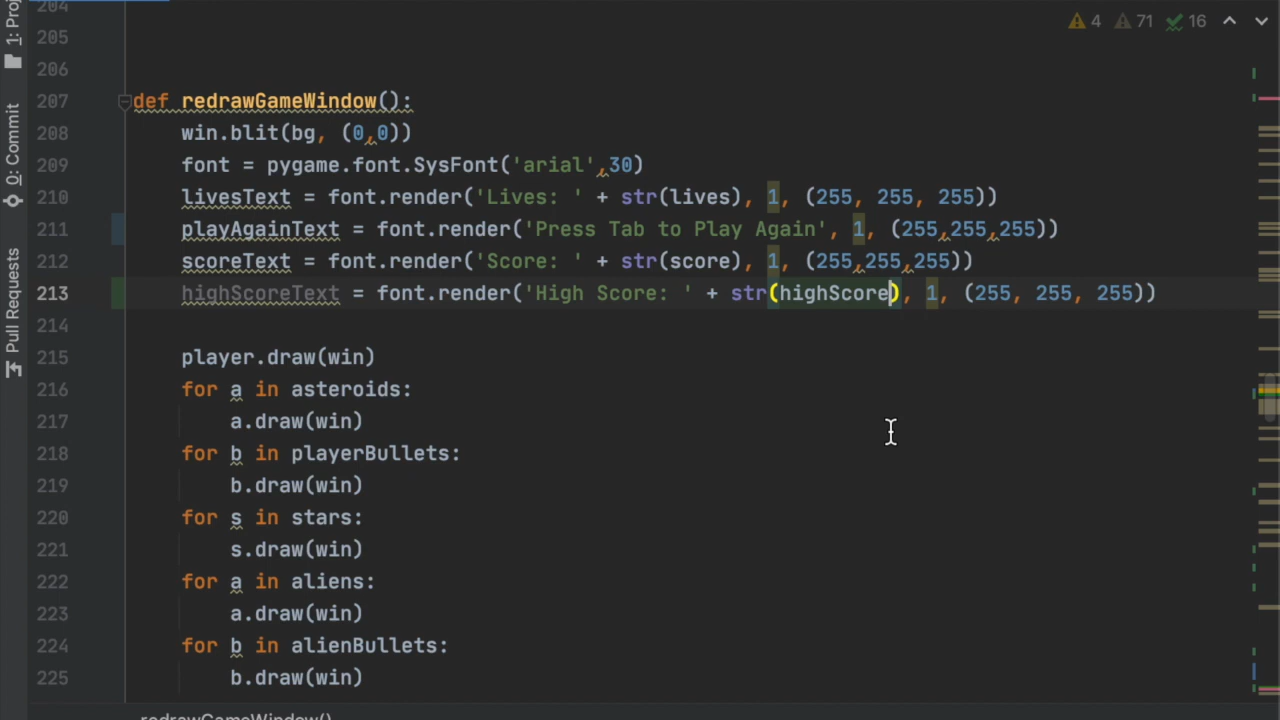 204
4 71 16
1: Proj
205
206
207 def redrawGameWindow():
208 win.blit(bg, (0,0))
0: Commit
209 font = pygame.font.SysFont('arial',30)
210 livesText = font.render('Lives: ' + str(lives), 1, (255, 255, 255))
211 playAgainText = font.render('Press Tab to Play Again', 1, (255,255,255))
212 scoreText = font.render('Score: ' + str(score), 1, (255,255,255))
Pull Requests
213 highScoreText = font.render('High Score: ' + str(highScore), 1, (255, 255, 255))
214
215 player.draw(win)
216 for a in asteroids:
217 a.draw(win)
218 for b in playerBullets:
219 b.draw(win)
220 for s in stars:
221 s.draw(win)
222 for a in aliens:
223 a.draw(win)
224 for b in alienBullets:
225 b.draw(win)
redrawGameWindow()